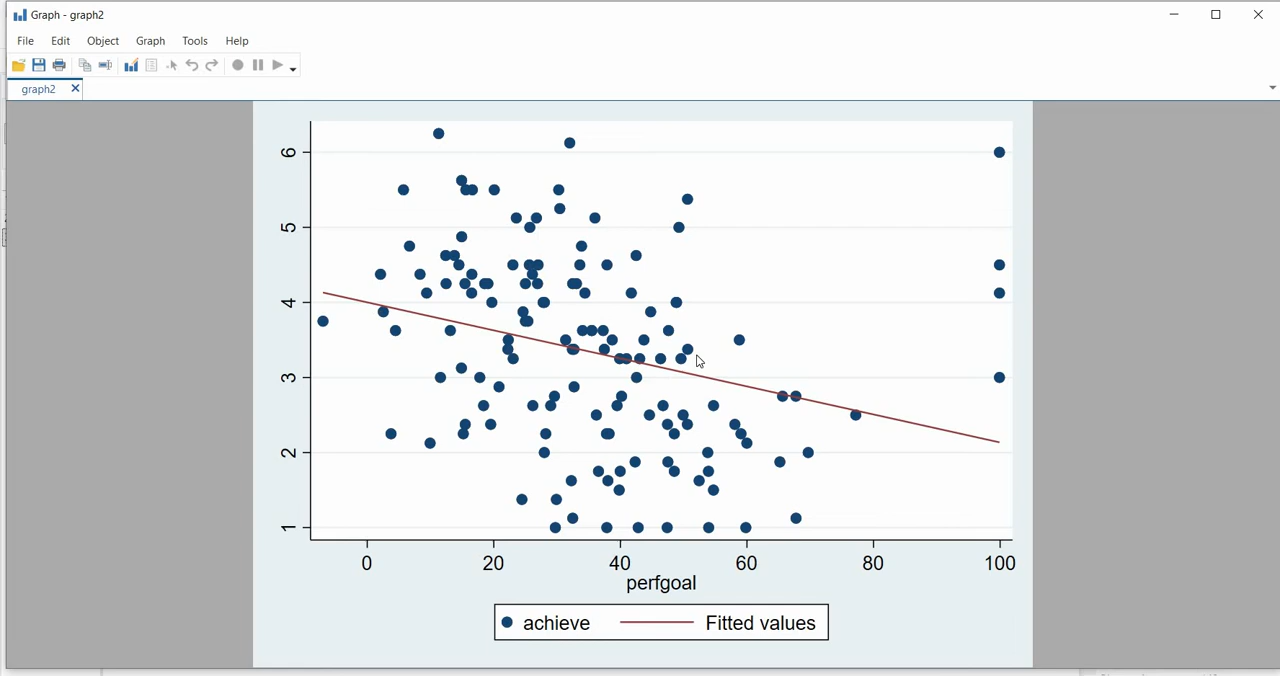 Graph - graph2
File Edit Object Graph Tools Help
graph2
6
5
4
3
2
1
0 20 40 60 80 100
perfgoal
achieve Fitted values